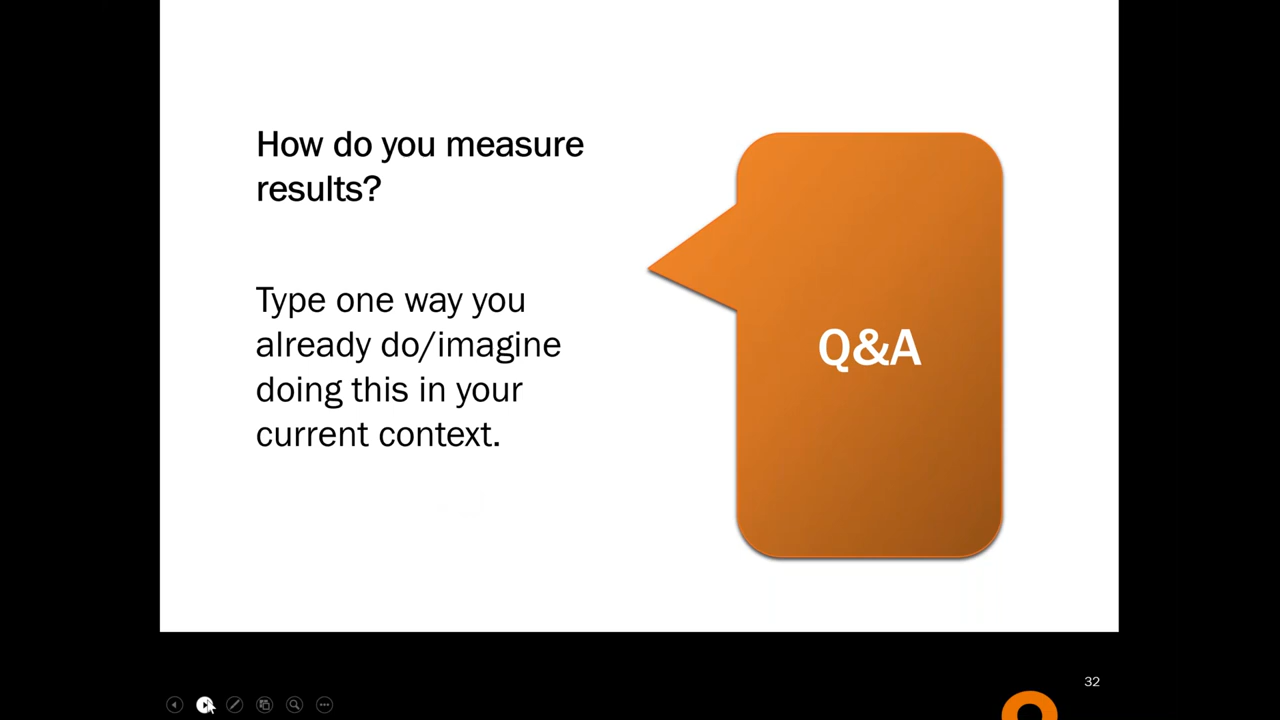 How do you measure
results?
Type one way you
already do/imagine
doing this in your
current context.
Q&A
32